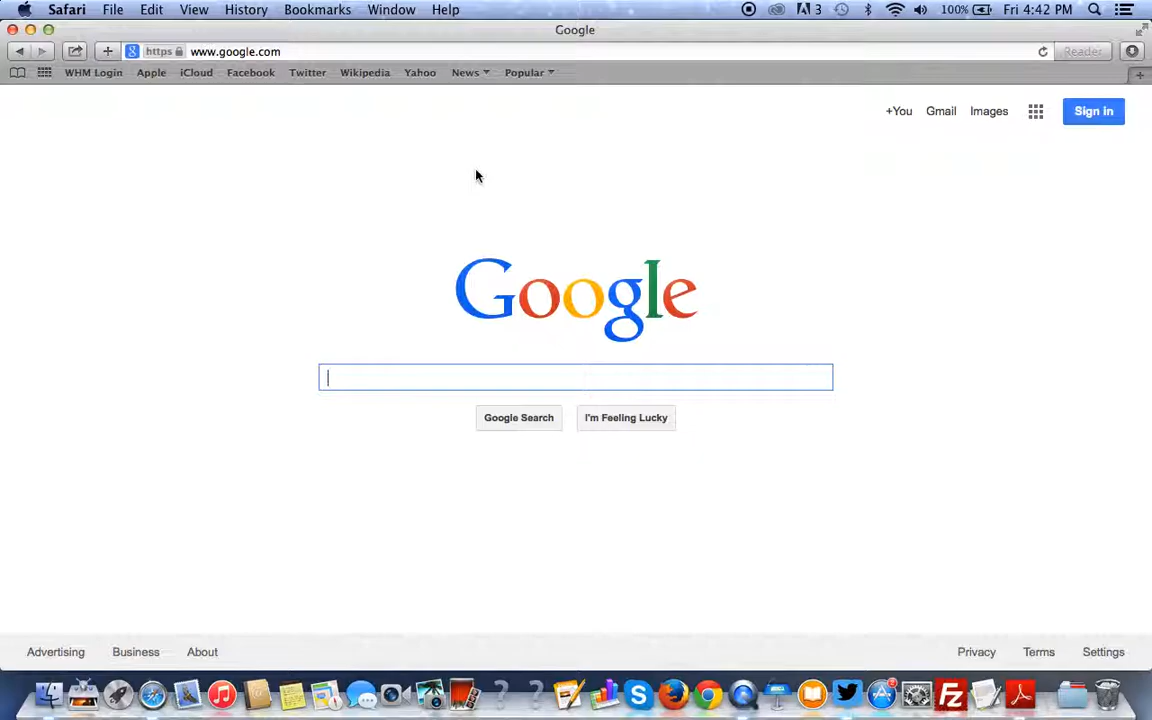 Safari File Edit View History Bookmarks Window Help 3 100% Fri 4:42 PM
Google
https www.google.com Reader
WHM Login Apple iCloud Facebook Twitter Wikipedia Yahoo News Popular
+You Gmail Images Sign in
Google
Google Search I'm Feeling Lucky
Advertising Business About Privacy Terms Settings